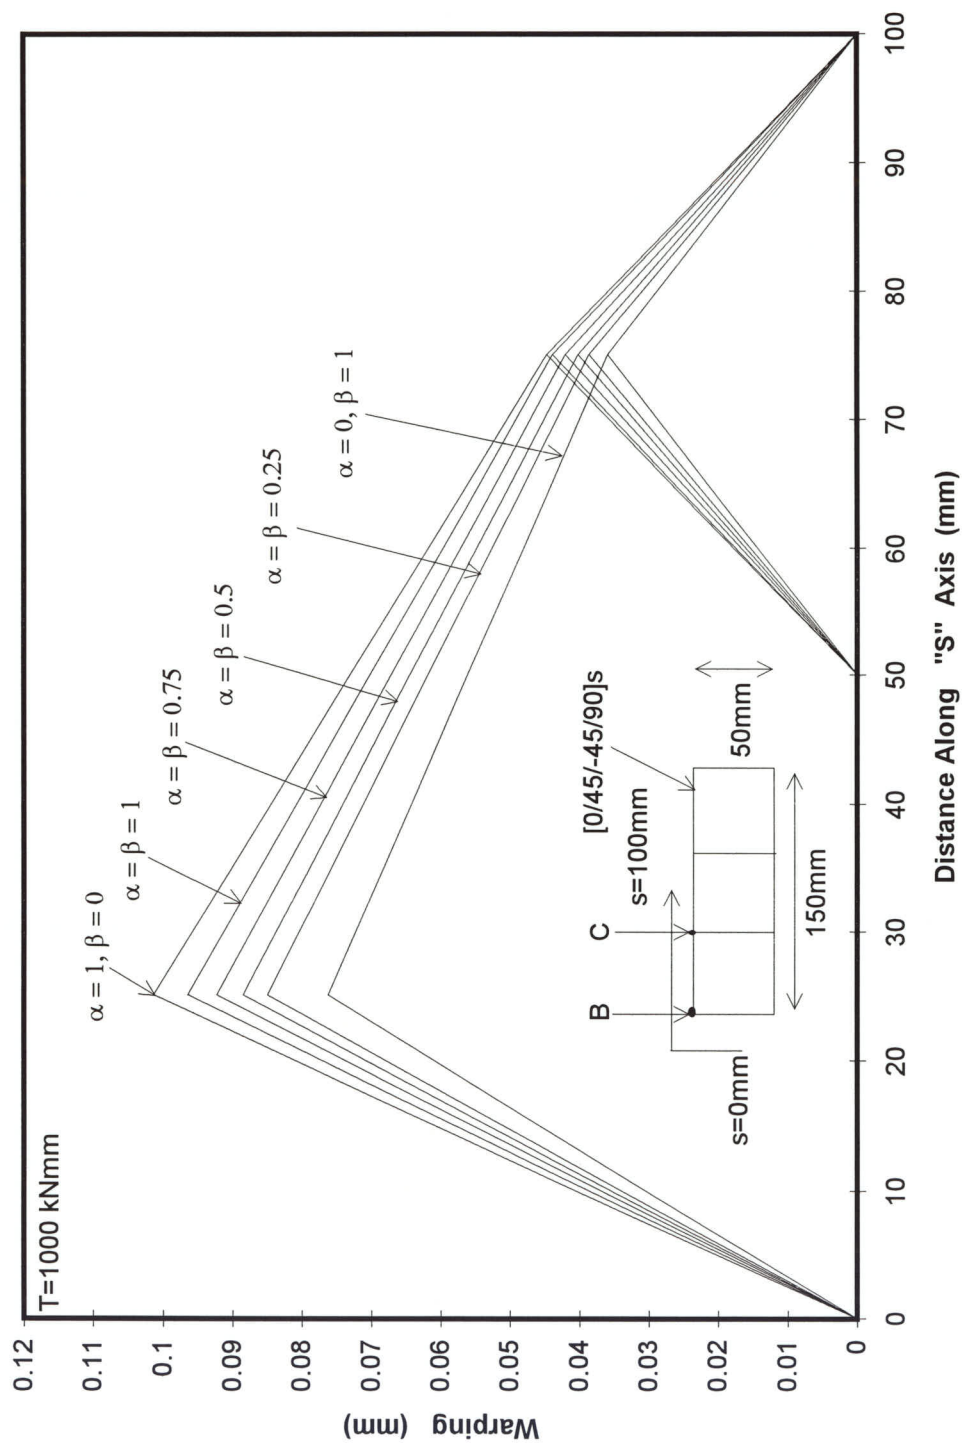 T=1000 kNmm
Warping (mm)
0.12
0.11
0.1
0.09
0.08
0.07
0.06
0.05
0.04
0.03
0.02
0.01
0
α = 1, β = 0
α = β = 1
α = β = 0.75
α = β = 0.5
α = β = 0.25
α = 0, β = 1
B
C
s=100mm
[0/45/-45/90]s
s=0mm
50mm
150mm
0 10 20 30 40 50 60 70 80 90 100
Distance Along "S" Axis (mm)